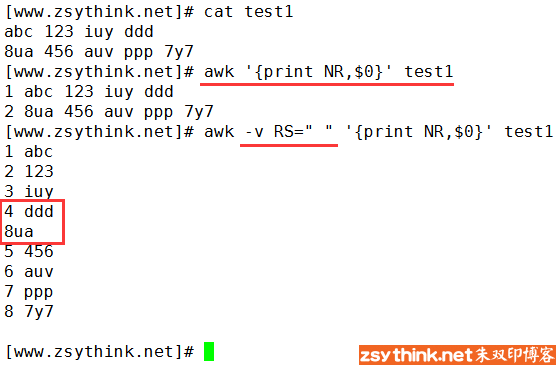 [www.zsythink.net]# cat test1
abc 123 iuy ddd
8ua 456 auv ppp 7y7
[www.zsythink.net]# awk '{print NR,$0}' test1
1 abc 123 iuy ddd
2 8ua 456 auv ppp 7y7
[www.zsythink.net]# awk -v RS=" " '{print NR,$0}' test1
1 abc
2 123
3 iuy
4 ddd
8ua
5 456
6 auv
7 ppp
8 7y7
[www.zsythink.net]#
zsythink.net朱双印博客